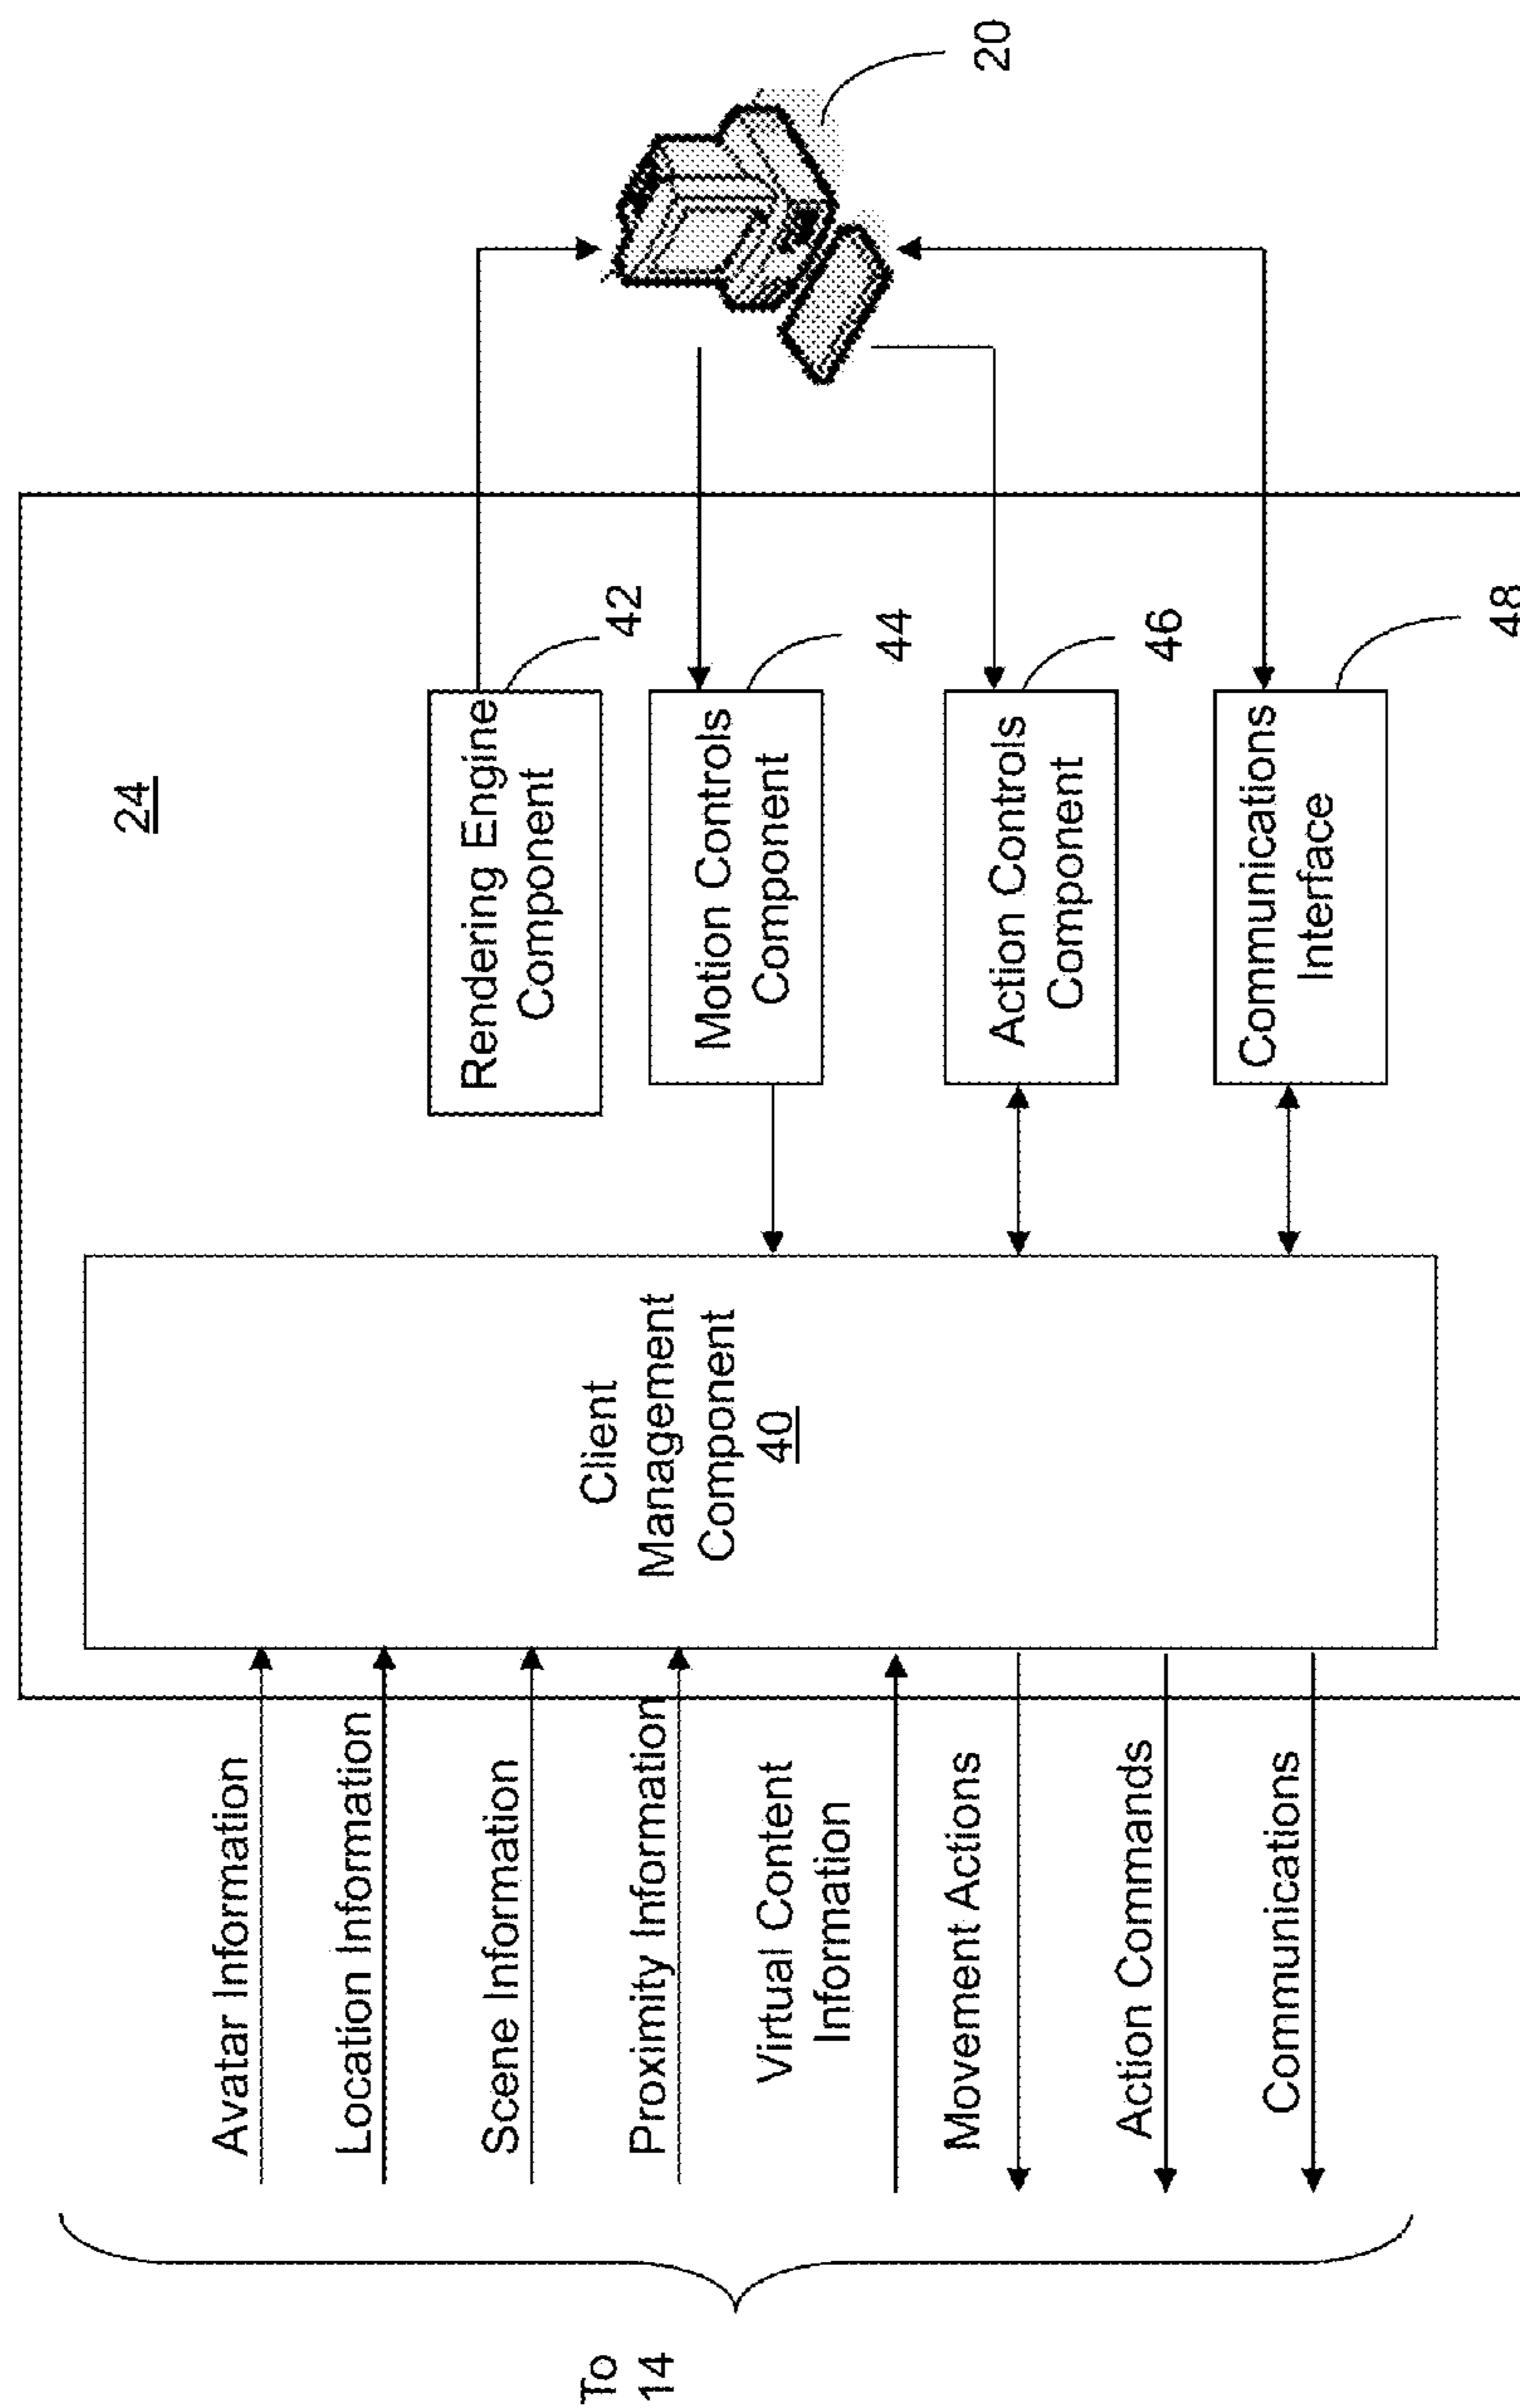 To
14
Avatar Information
Location Information
Scene Information
Proximity Information
Virtual Content
Information
Movement Actions
Action Commands
Communications
24
Client
Management
Component
40
Rendering Engine
Component
42
Motion Controls
Component
44
Action Controls
Component
46
Communications
Interface
48
20